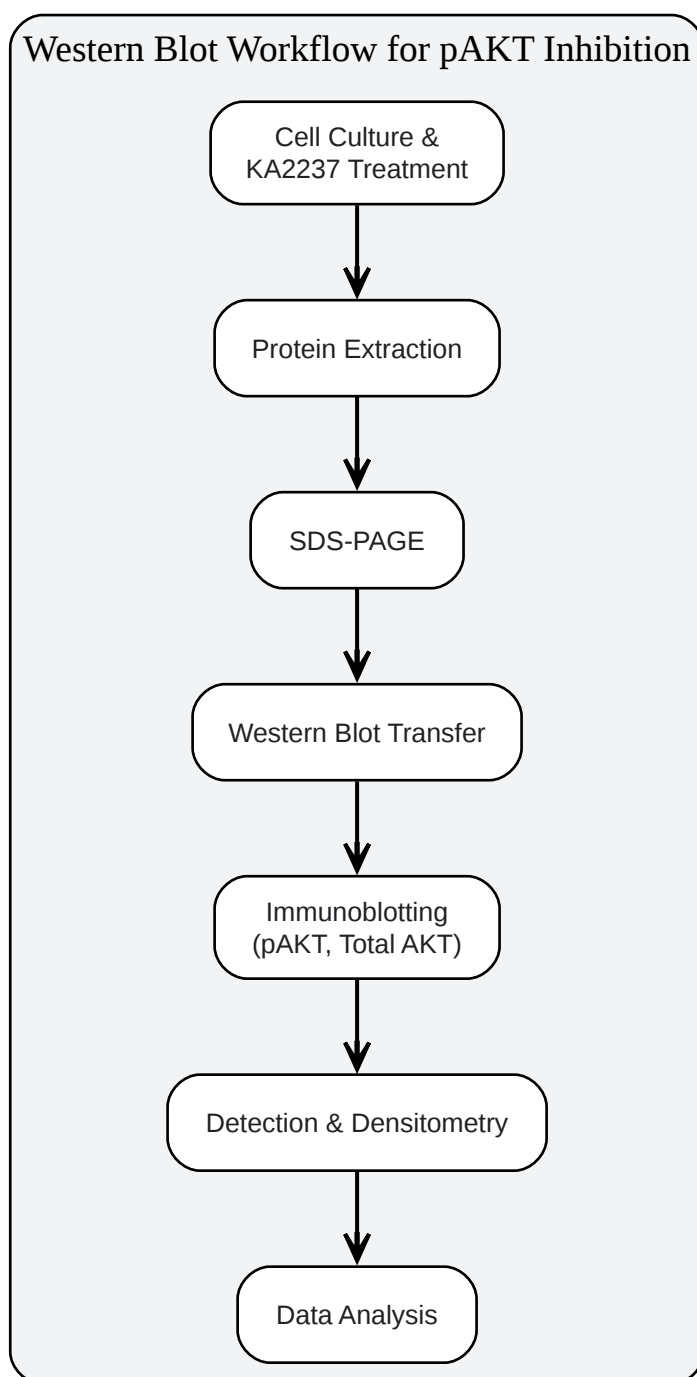 Western Blot Workflow for pAKT Inhibition
Cell Culture &
KA2237 Treatment
Protein Extraction
SDS-PAGE
Western Blot Transfer
Immunoblotting
(pAKT, Total AKT)
Detection & Densitometry
Data Analysis